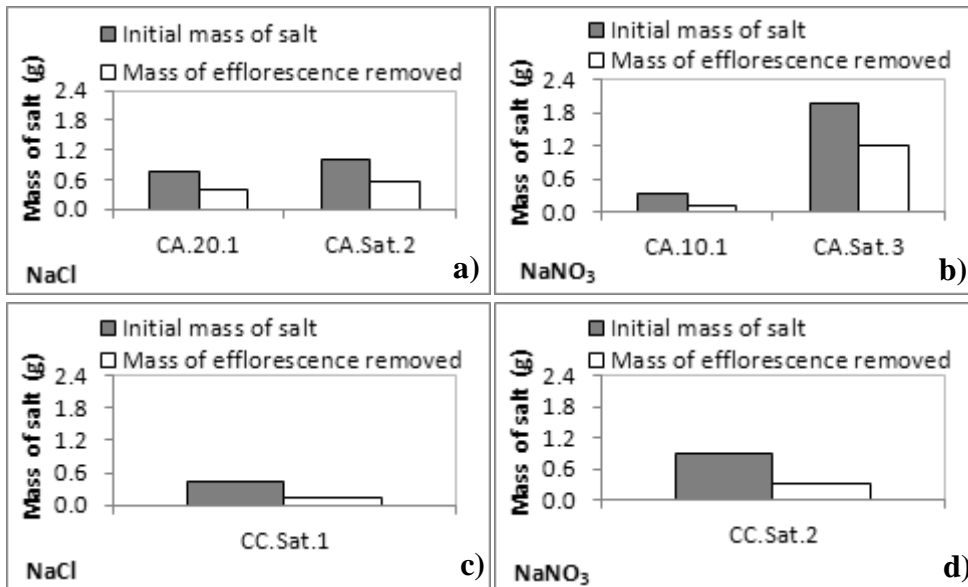 Initial mass of salt
Mass of efflorescence removed
Mass of salt (g)
2.4
1.8
1.2
0.6
0.0
CA.20.1 CA.Sat.2
NaCl
a)
Initial mass of salt
Mass of efflorescence removed
Mass of salt (g)
2.4
1.8
1.2
0.6
0.0
CA.10.1 CA.Sat.3
NaNO₃
b)
Initial mass of salt
Mass of efflorescence removed
Mass of salt (g)
2.4
1.8
1.2
0.6
0.0
CC.Sat.1
NaCl
c)
Initial mass of salt
Mass of efflorescence removed
Mass of salt (g)
2.4
1.8
1.2
0.6
0.0
CC.Sat.2
NaNO₃
d)